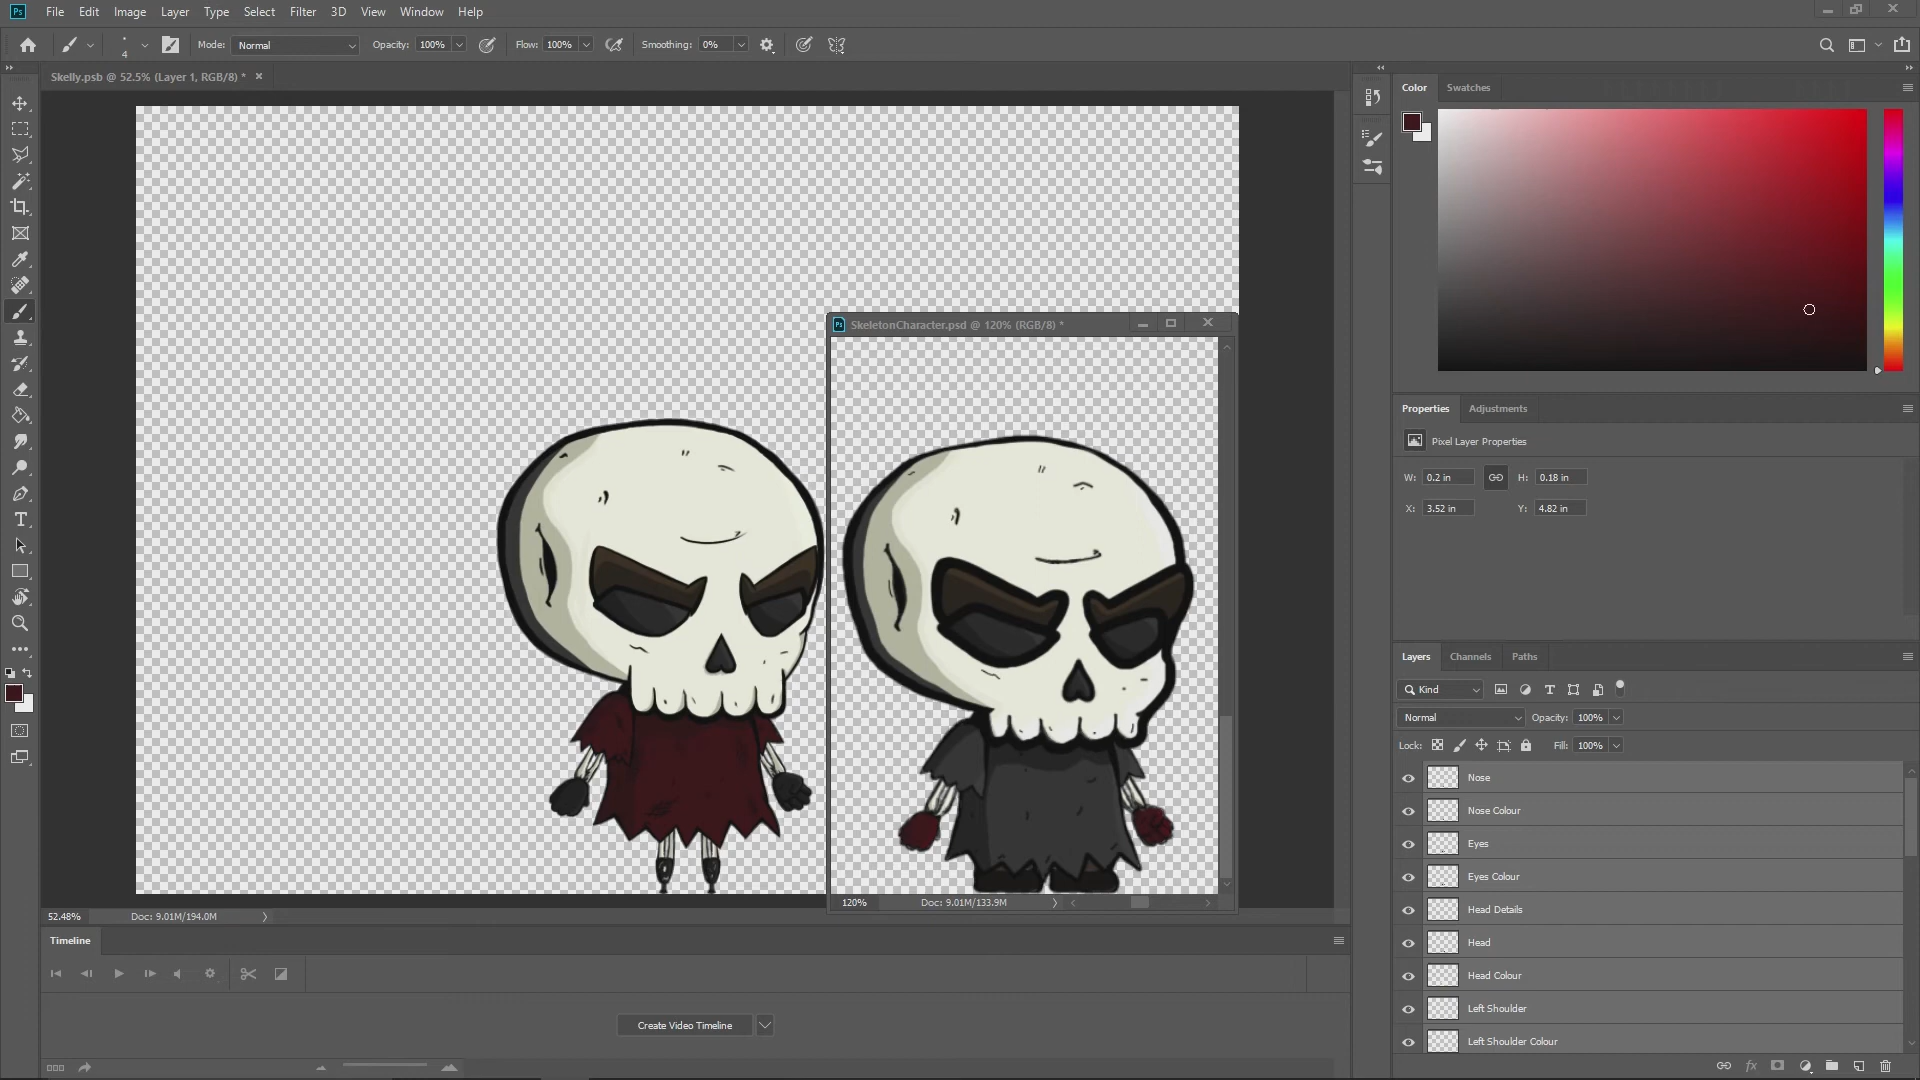 Ps File Edit Image Layer Type Select Filter 3D View Window Help
4 Mode: Normal Opacity: 100% Flow: 100% Smoothing: 0%
Skelly.psb @ 52.5% (Layer 1, RGB/8) *
Color Swatches
Ps SkeletonCharacter.psd @ 120% (RGB/8) *
Properties Adjustments
Pixel Layer Properties
W: 0.2 in H: 0.18 in
X: 3.52 in Y: 4.82 in
Layers Channels Paths
Kind
Normal Opacity: 100%
Lock: Fill: 100%
Nose
Nose Colour
Eyes
Eyes Colour
Head Details
Head
Head Colour
Left Shoulder
Left Shoulder Colour
fx
120% Doc: 9.01M/133.9M
52.48% Doc: 9.01M/194.0M
Timeline
Create Video Timeline